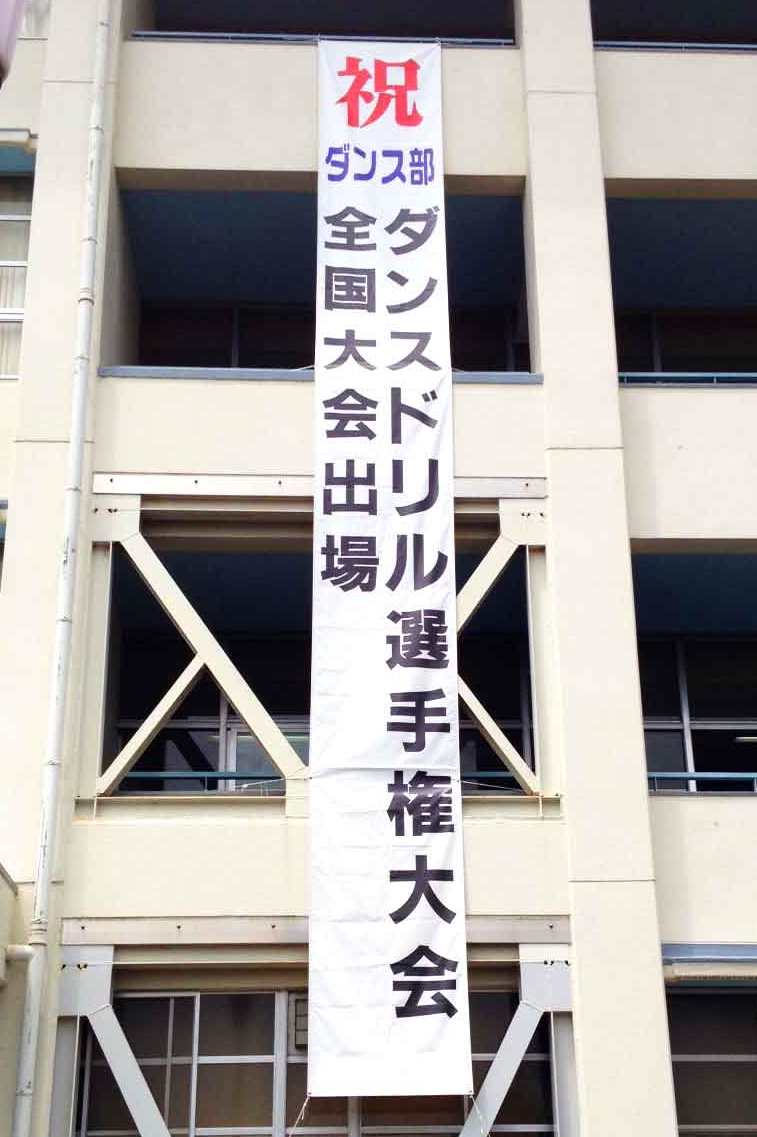 祝
ダンス部
ダンスドリル選手権大会
全国大会出場